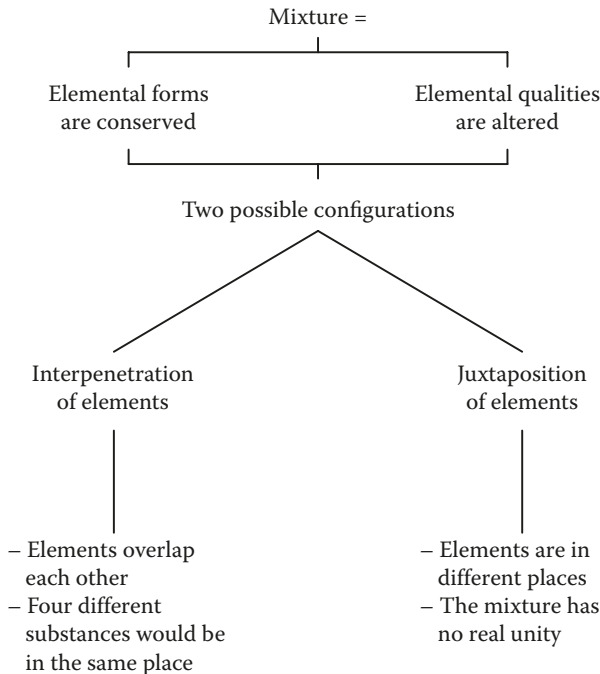 Mixture =
Elemental forms
are conserved
Elemental qualities
are altered
Two possible configurations
Interpenetration
of elements
Juxtaposition
of elements
– Elements overlap
each other
– Four different
substances would be
in the same place
– Elements are in
different places
– The mixture has
no real unity